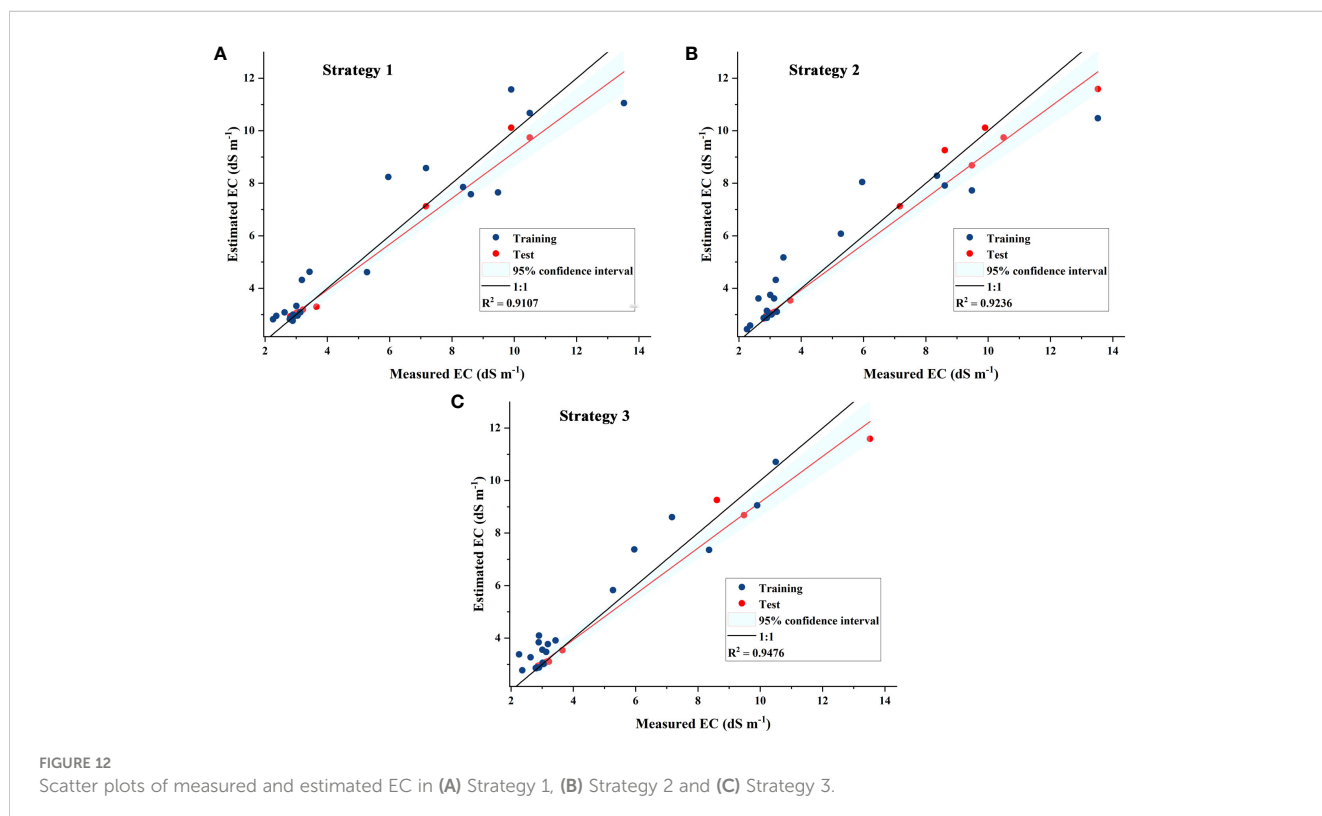 A
Strategy 1
Estimated EC (dS m⁻¹)
12
10
8
6
4
Training
Test
95% confidence interval
1:1
R² = 0.9107
2 4 6 8 10 12 14
Measured EC (dS m⁻¹)
B
Strategy 2
Estimated EC (dS m⁻¹)
12
10
8
6
4
Training
Test
95% confidence interval
1:1
R² = 0.9236
2 4 6 8 10 12 14
Measured EC (dS m⁻¹)
C
Strategy 3
Estimated EC (dS m⁻¹)
12
10
8
6
4
Training
Test
95% confidence interval
1:1
R² = 0.9476
2 4 6 8 10 12 14
Measured EC (dS m⁻¹)
FIGURE 12
Scatter plots of measured and estimated EC in (A) Strategy 1, (B) Strategy 2 and (C) Strategy 3.